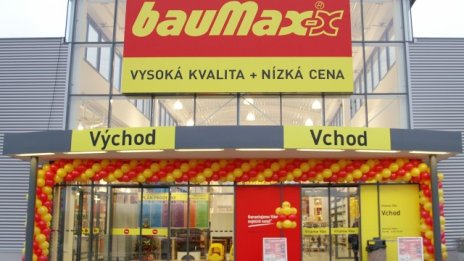 bauMax-x
VYSOKÁ KVALITA + NÍZKÁ CENA
Východ
Vchod
Vchod